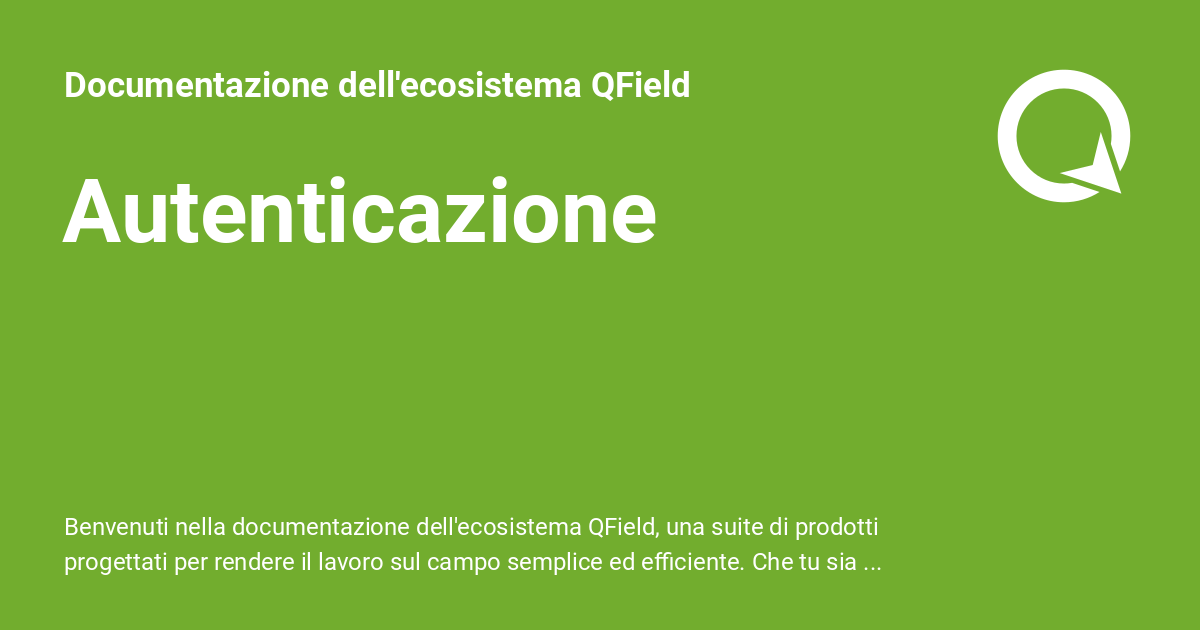 Documentazione dell'ecosistema QField
Autenticazione
Benvenuti nella documentazione dell'ecosistema QField, una suite di prodotti
progettati per rendere il lavoro sul campo semplice ed efficiente. Che tu sia ...